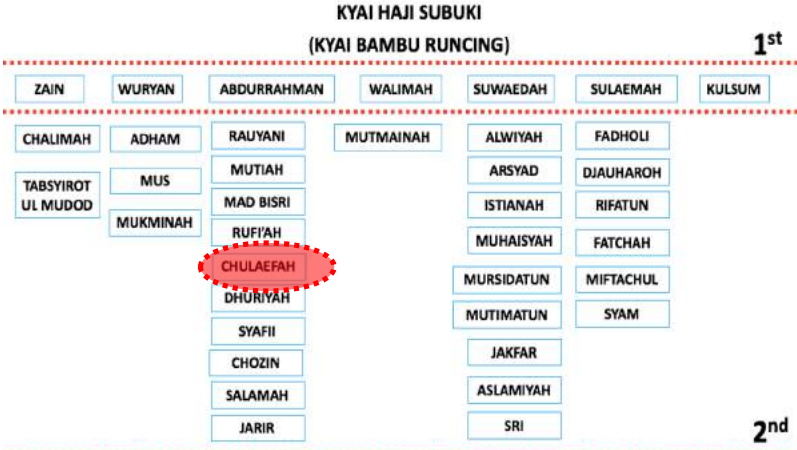 KYAI HAJI SUBUKI
(KYAI BAMBU RUNCING)
1st
ZAIN
WURYAN
ABDURRAHMAN
WALIMAH
SUWAEDAH
SULAEMAH
KULSUM
CHALIMAH
TABSYIROT
UL MUDOD
ADHAM
MUS
MUKMINAH
RAUYANI
MUTIAH
MAD BISRI
RUFI'AH
CHULAEFAH
DHURIYAH
SYAFII
CHOZIN
SALAMAH
JARIR
MUTMAINAH
ALWIYAH
ARSYAD
ISTIANAH
MUHAISYAH
MURSIDATUN
MUTIMATUN
JAKFAR
ASLAMIYAH
SRI
FADHOLI
DJAUHAROH
RIFATUN
FATCHAH
MIFTACHUL
SYAM
2nd